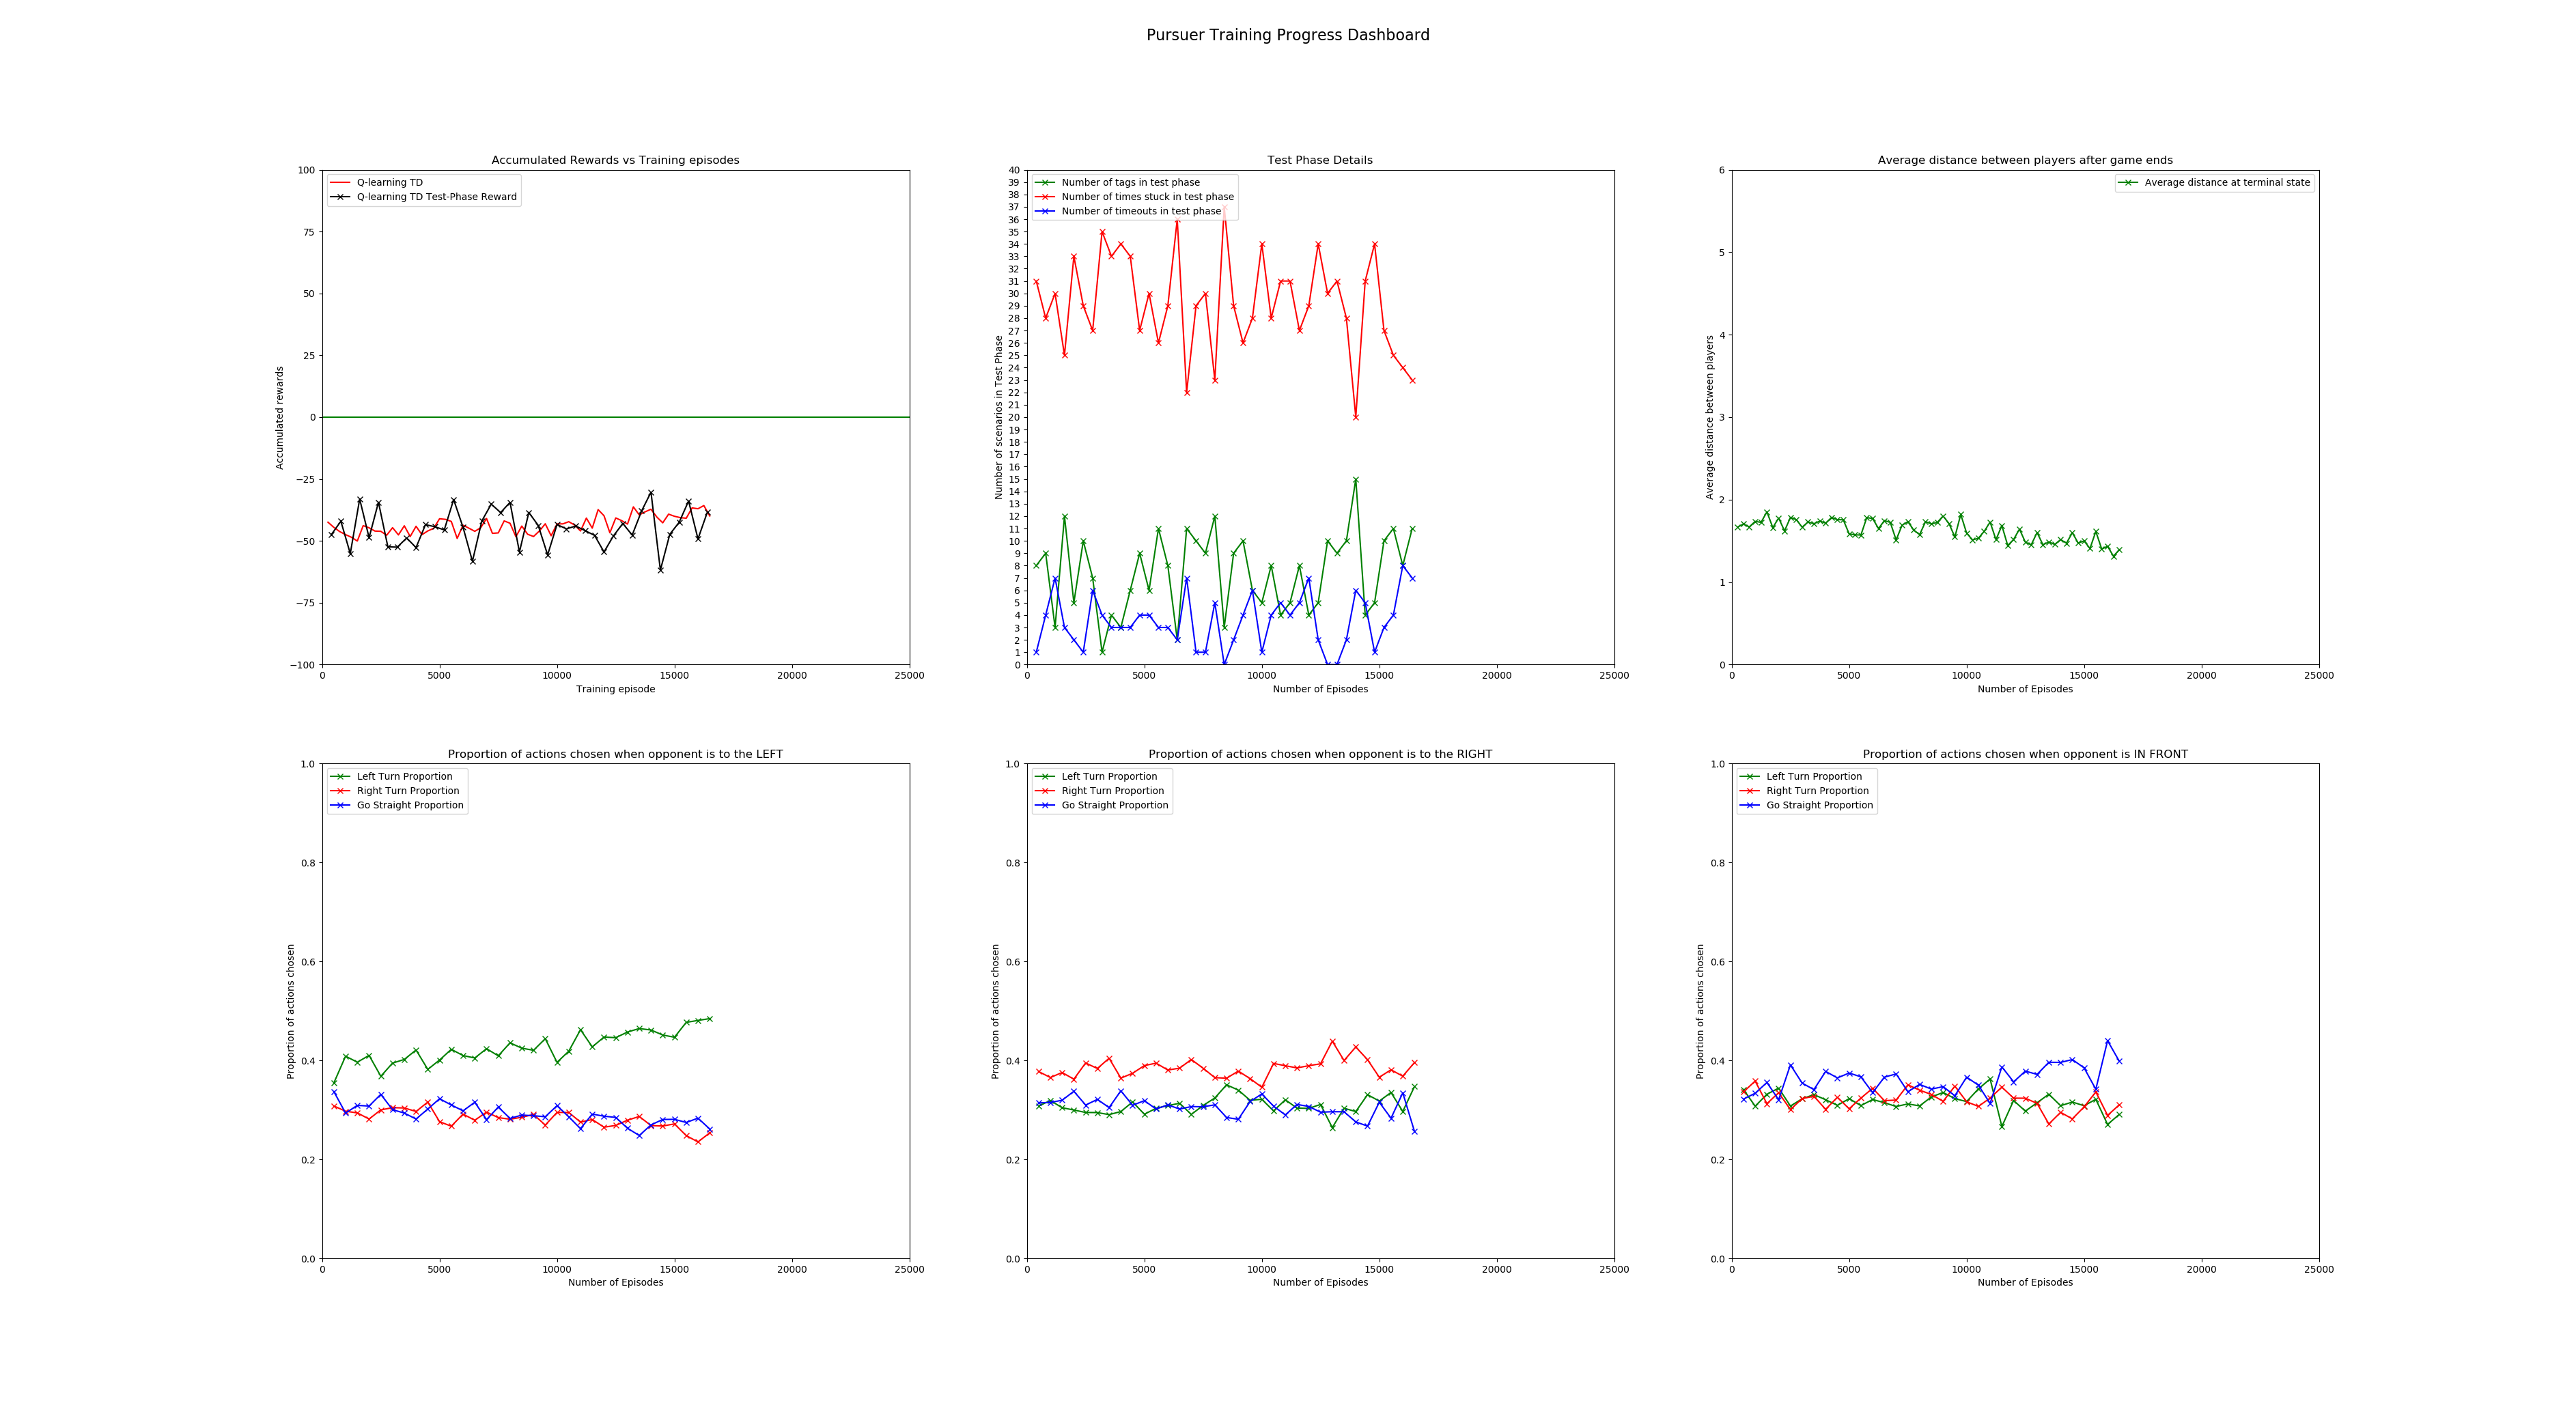 Pursuer Training Progress Dashboard
Accumulated Rewards vs Training episodes
Q-learning TD
Q-learning TD Test-Phase Reward
100
75
50
25
0
−25
−50
−75
−100
Accumulated rewards
0 5000 10000 15000 20000 25000
Training episode
Test Phase Details
Number of tags in test phase
Number of times stuck in test phase
Number of timeouts in test phase
40
39
38
37
36
35
34
33
32
31
30
29
28
27
26
25
24
23
22
21
20
19
18
17
16
15
14
13
12
11
10
9
8
7
6
5
4
3
2
1
0
Number of scenarios in Test Phase
0 5000 10000 15000 20000 25000
Number of Episodes
Average distance between players after game ends
Average distance at terminal state
6
5
4
3
2
1
0
Average distance between players
0 5000 10000 15000 20000 25000
Number of Episodes
Proportion of actions chosen when opponent is to the LEFT
Left Turn Proportion
Right Turn Proportion
Go Straight Proportion
1.0
0.8
0.6
0.4
0.2
0.0
Proportion of actions chosen
0 5000 10000 15000 20000 25000
Number of Episodes
Proportion of actions chosen when opponent is to the RIGHT
Left Turn Proportion
Right Turn Proportion
Go Straight Proportion
1.0
0.8
0.6
0.4
0.2
0.0
Proportion of actions chosen
0 5000 10000 15000 20000 25000
Number of Episodes
Proportion of actions chosen when opponent is IN FRONT
Left Turn Proportion
Right Turn Proportion
Go Straight Proportion
1.0
0.8
0.6
0.4
0.2
0.0
Proportion of actions chosen
0 5000 10000 15000 20000 25000
Number of Episodes